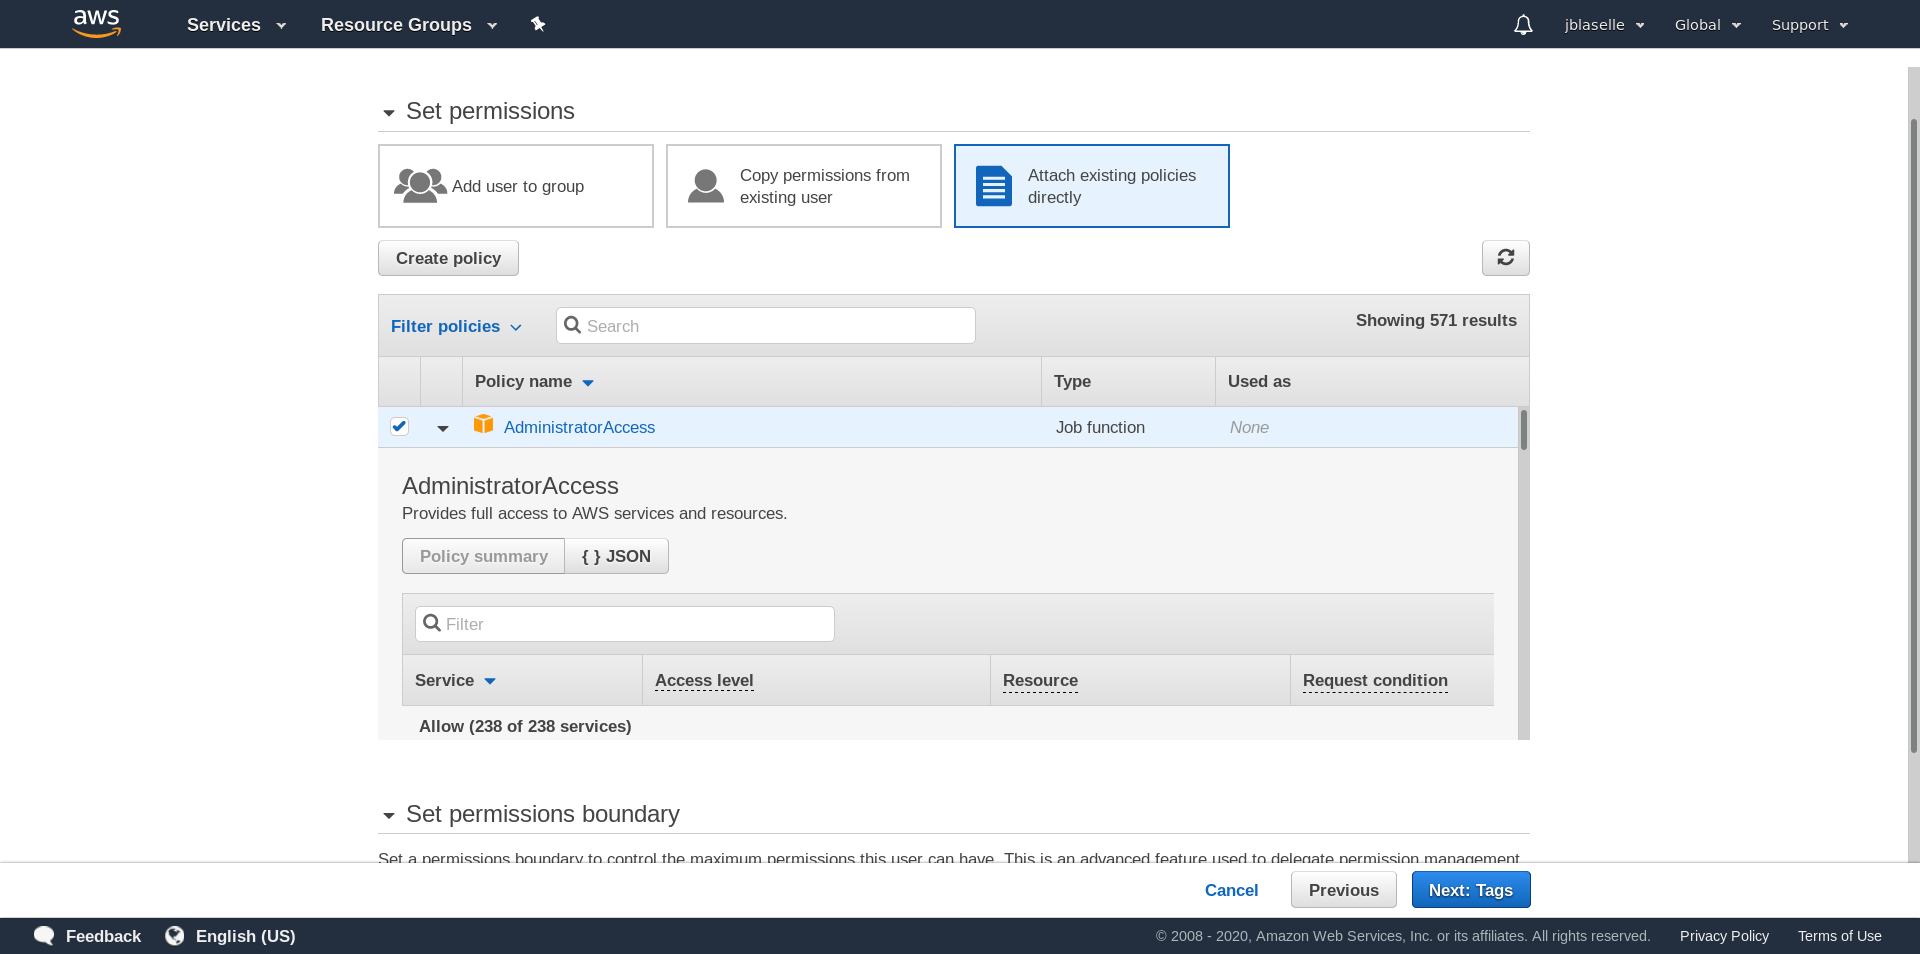 aws
Services
Resource Groups
jblaselle
Global
Support
Set permissions
Add user to group
Copy permissions from
existing user
Attach existing policies
directly
Create policy
Filter policies
Search
Showing 571 results
Policy name
Type
Used as
AdministratorAccess
Job function
None
AdministratorAccess
Provides full access to AWS services and resources.
Policy summary
{ } JSON
Filter
Service
Access level
Resource
Request condition
Allow (238 of 238 services)
Set permissions boundary
Set a permissions boundary to control the maximum permissions this user can have. This is an advanced feature used to delegate permission management
Cancel
Previous
Next: Tags
Feedback
English (US)
© 2008 - 2020, Amazon Web Services, Inc. or its affiliates. All rights reserved.
Privacy Policy
Terms of Use